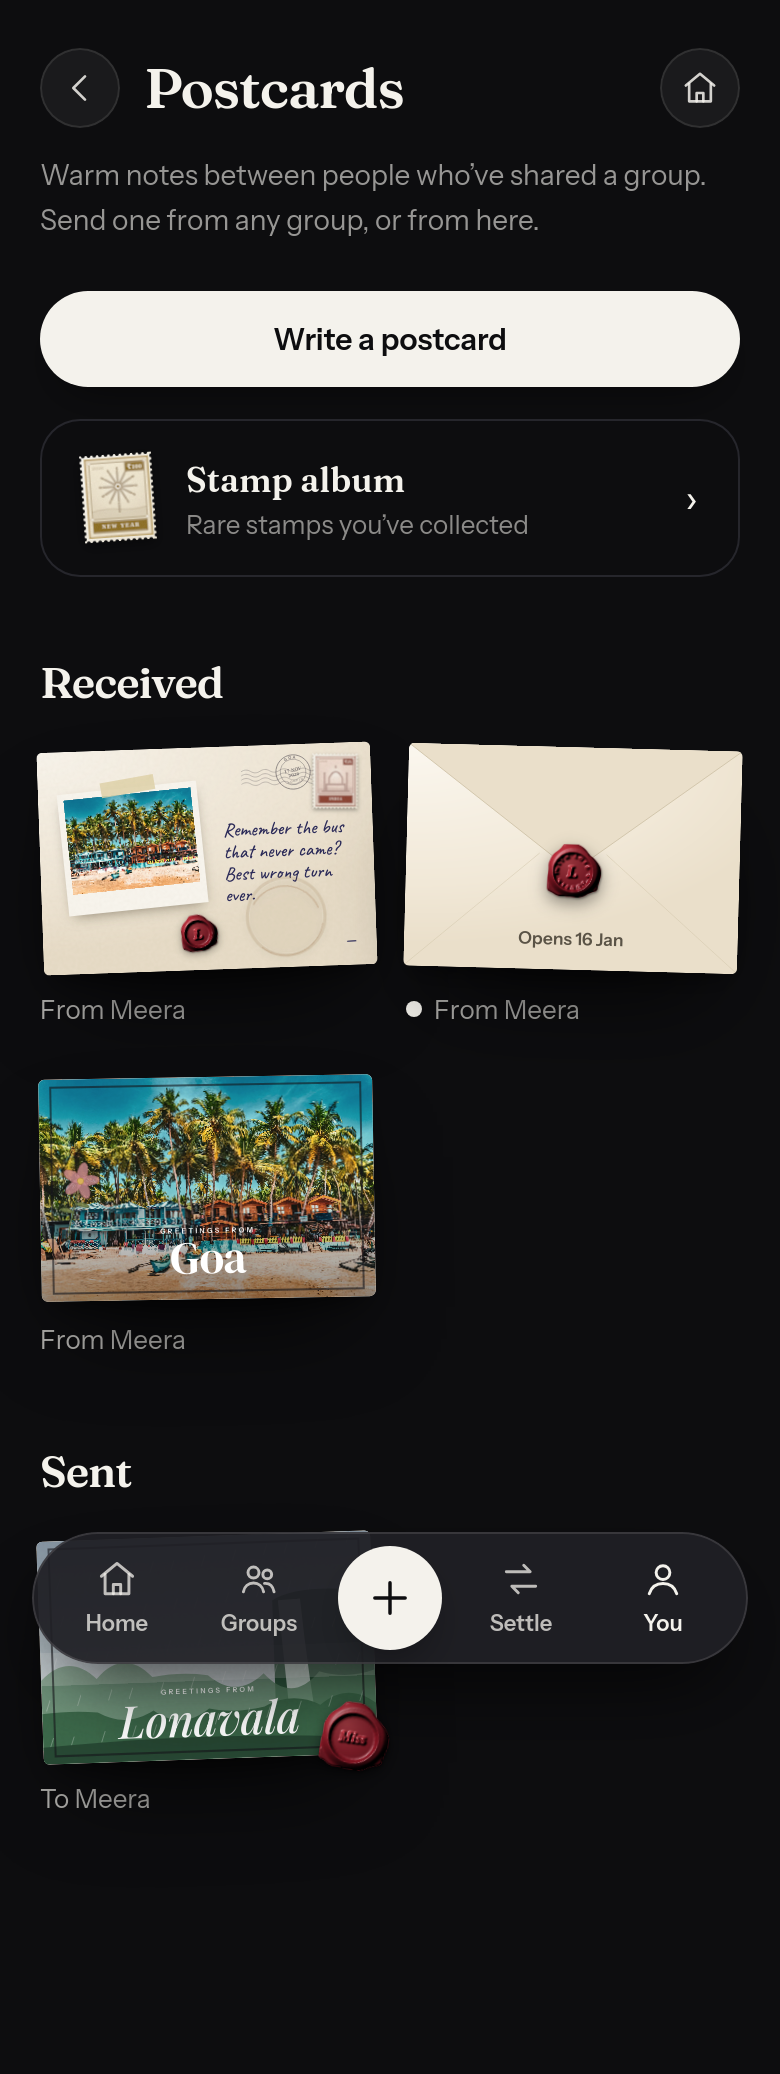 Postcards
Warm notes between people who’ve shared a group.
Send one from any group, or from here.
Write a postcard
NEW YEAR
Stamp album
Rare stamps you’ve collected
Received
Remember the bus
that never came?
Best wrong turn
ever.
—
L
L
Opens 16 Jan
From Meera
From Meera
GREETINGS FROM
Goa
From Meera
Sent
GREETINGS FROM
Lonavala
To Meera
Home
Groups
Settle
You